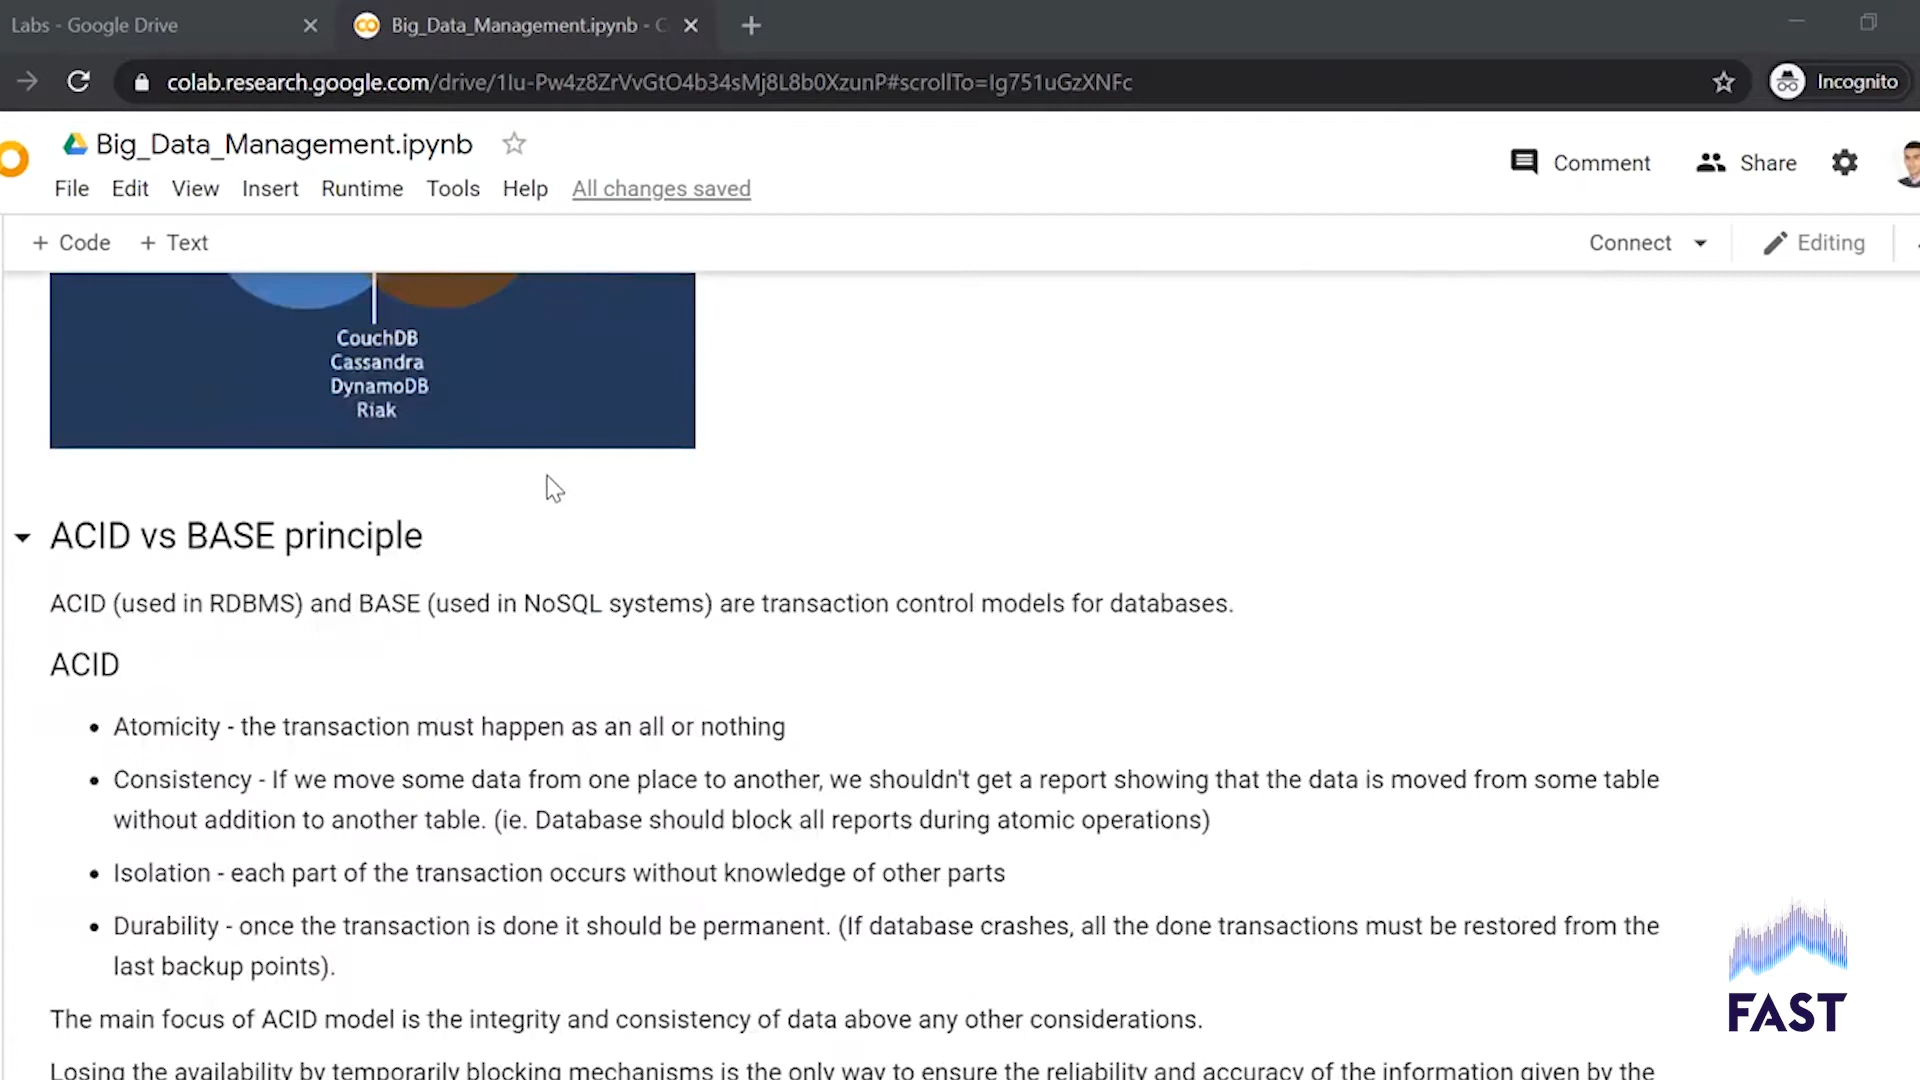 Labs - Google Drive
Big_Data_Management.ipynb - C
colab.research.google.com/drive/1Iu-Pw4z8ZrVvGtO4b34sMj8L8b0XzunP#scrollTo=Ig751uGzXNFc
Incognito
Big_Data_Management.ipynb
Comment
Share
File Edit View Insert Runtime Tools Help All changes saved
+ Code + Text
Connect
Editing
CouchDB
Cassandra
DynamoDB
Riak
ACID vs BASE principle
ACID (used in RDBMS) and BASE (used in NoSQL systems) are transaction control models for databases.
ACID
• Atomicity - the transaction must happen as an all or nothing
• Consistency - If we move some data from one place to another, we shouldn't get a report showing that the data is moved from some table
without addition to another table. (ie. Database should block all reports during atomic operations)
• Isolation - each part of the transaction occurs without knowledge of other parts
• Durability - once the transaction is done it should be permanent. (If database crashes, all the done transactions must be restored from the
last backup points).
The main focus of ACID model is the integrity and consistency of data above any other considerations.
Losing the availability by temporarily blocking mechanisms is the only way to ensure the reliability and accuracy of the information given by the
FAST